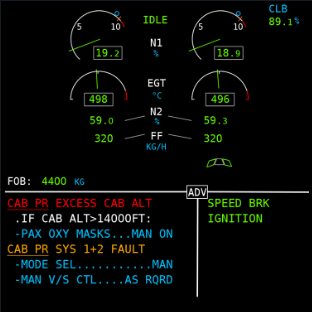 CLB
IDLE 89.1%
5 10 5 10
N1
19.2 % 18.9
EGT
498 °C 496
N2
59.0 % 59.3
320 FF 320
KG/H
FOB: 4400 KG
ADV
CAB PR EXCESS CAB ALT SPEED BRK
.IF CAB ALT>14000FT: IGNITION
-PAX OXY MASKS...MAN ON
CAB PR SYS 1+2 FAULT
-MODE SEL...........MAN
-MAN V/S CTL....AS RQRD